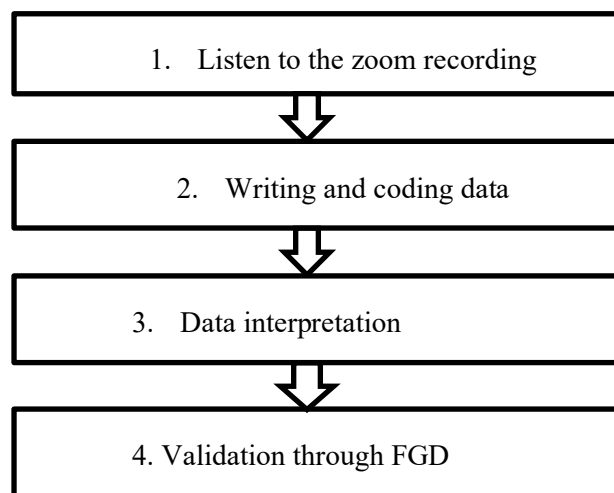 1. Listen to the zoom recording
2. Writing and coding data
3. Data interpretation
4. Validation through FGD